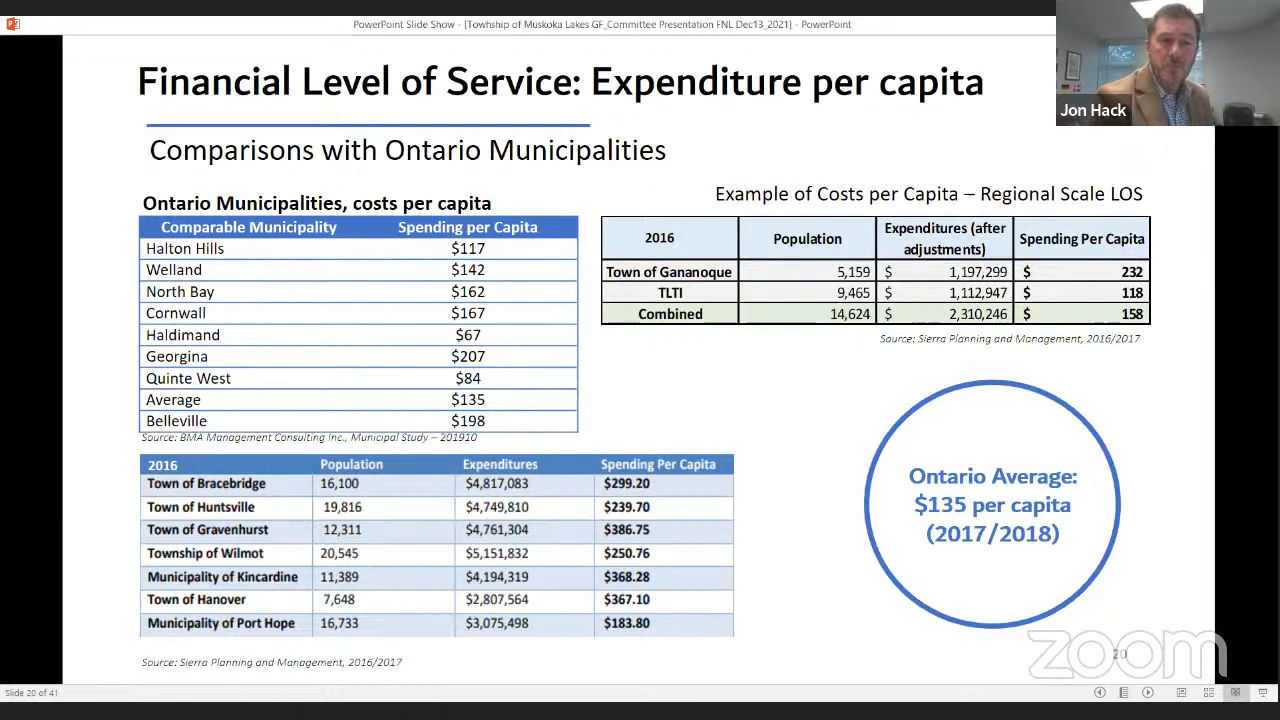 PowerPoint Slide Show - [Towhship of Muskoka Lakes GF_Committee Presentation FNL Dec13_2021] - PowerPoint
Jon Hack
Financial Level of Service: Expenditure per capita
Comparisons with Ontario Municipalities
Ontario Municipalities, costs per capita
Comparable Municipality Spending per Capita
Halton Hills $117
Welland $142
North Bay $162
Cornwall $167
Haldimand $67
Georgina $207
Quinte West $84
Average $135
Belleville $198
Source: BMA Management Consulting Inc., Municipal Study – 201910
Example of Costs per Capita – Regional Scale LOS
2016 Population Expenditures (after adjustments) Spending Per Capita
Town of Gananoque 5,159 $ 1,197,299 $ 232
TLTI 9,465 $ 1,112,947 $ 118
Combined 14,624 $ 2,310,246 $ 158
Source: Sierra Planning and Management, 2016/2017
2016 Population Expenditures Spending Per Capita
Town of Bracebridge 16,100 $4,817,083 $299.20
Town of Huntsville 19,816 $4,749,810 $239.70
Town of Gravenhurst 12,311 $4,761,304 $386.75
Township of Wilmot 20,545 $5,151,832 $250.76
Municipality of Kincardine 11,389 $4,194,319 $368.28
Town of Hanover 7,648 $2,807,564 $367.10
Municipality of Port Hope 16,733 $3,075,498 $183.80
Source: Sierra Planning and Management, 2016/2017
Ontario Average:
$135 per capita
(2017/2018)
20
zoom
Slide 20 of 41